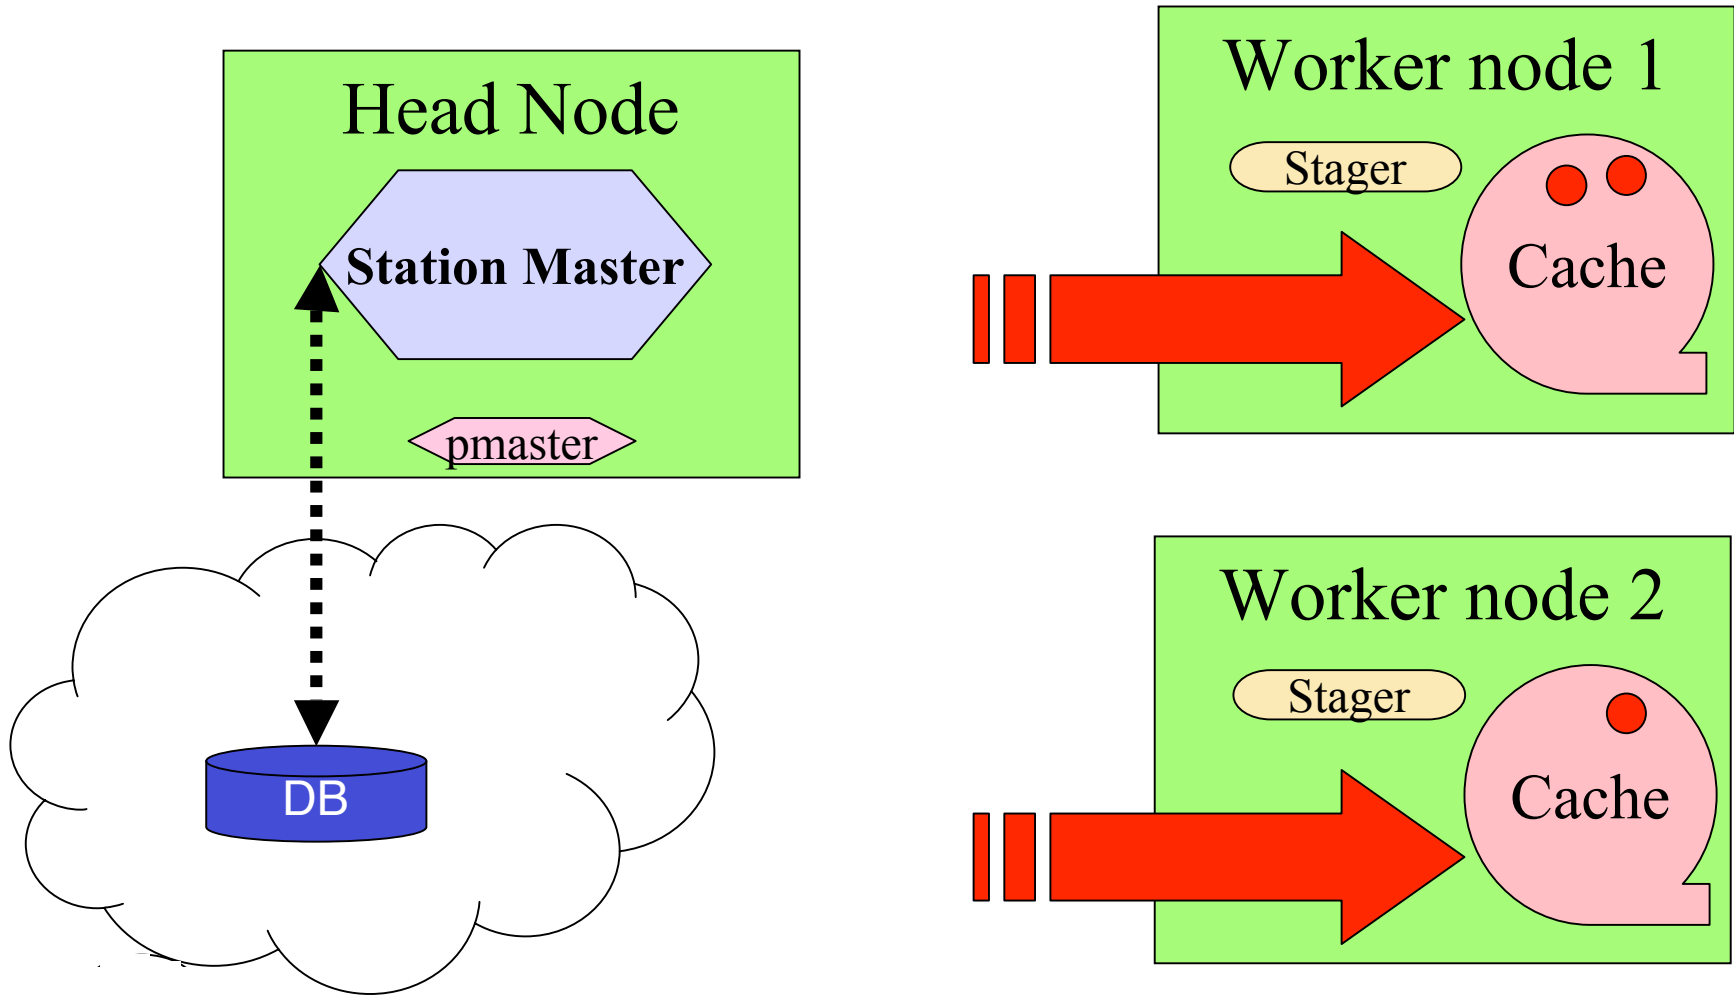 Head Node
Station Master
pmaster
DB
Worker node 1
Stager
Cache
Worker node 2
Stager
Cache